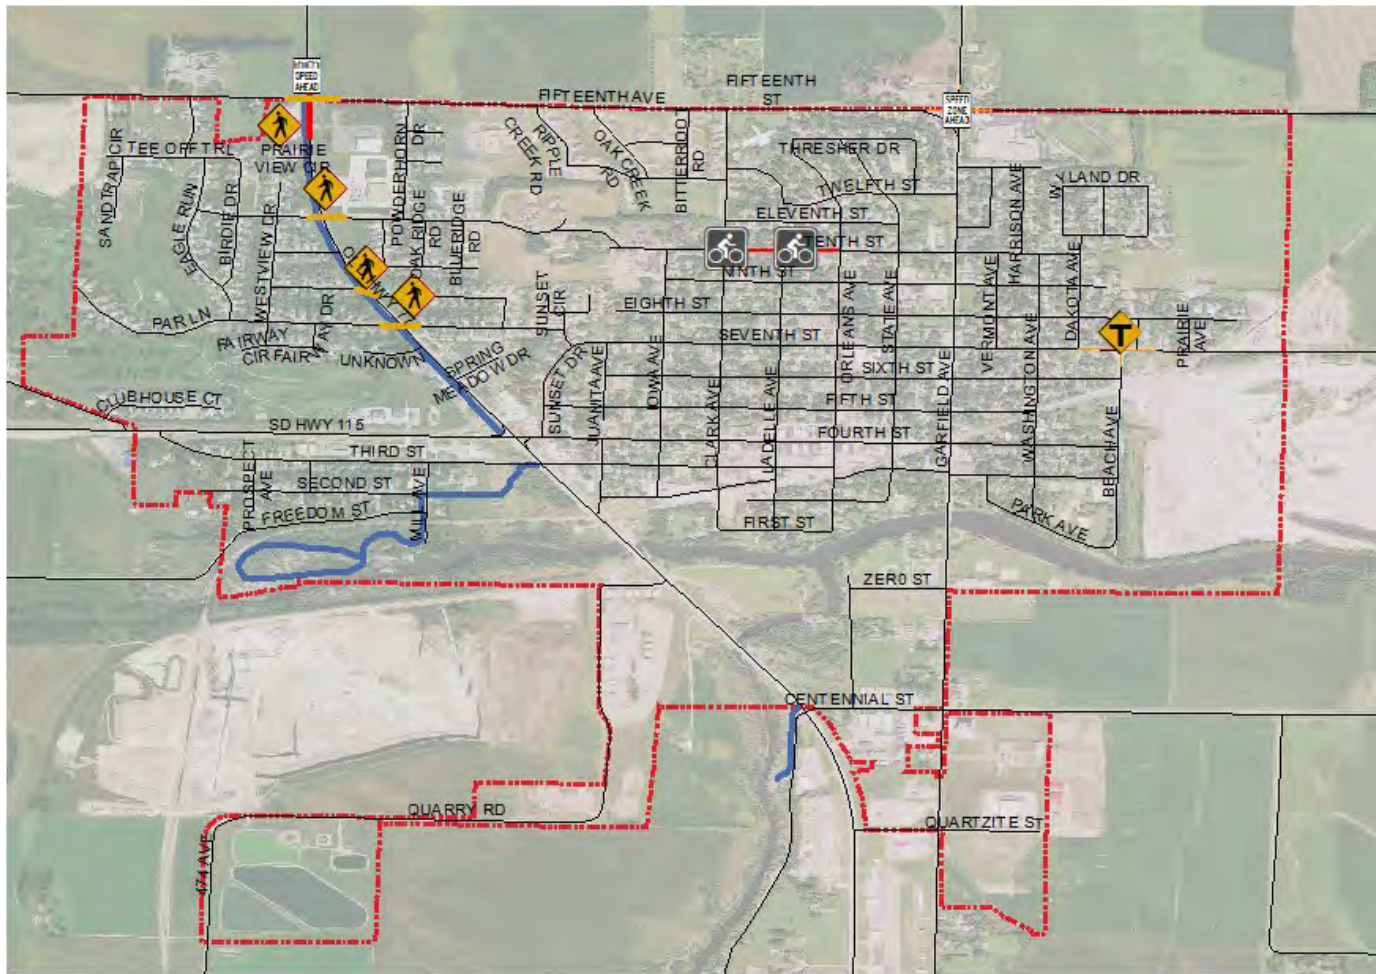 SPEED
AHEAD
FIFTEENTH
ST
FIFTEENTH AVE
SPEED
ZONE
AHEAD
TEE OFF TRL
PRAIRIE
VIEW CIR
SANDTRAP CIR
EAGLE RUN
BIRDIE DR
WESTVIEW DR
POWDERHORN
DR
OAK RIDGE
RD
BLUERIDGE
RD
RIPPLE
CREEK RD
OAK CREEK
RD
BITTERROOT
RD
THRESHER DR
TWELFTH ST
ELEVENTH ST
TENTH ST
NINTH ST
EIGHTH ST
SEVENTH ST
SIXTH ST
FIFTH ST
FOURTH ST
HARRISON AVE
WYLAND DR
VERMONT AVE
DAKOTA AVE
PRAIRIE
AVE
WASHINGTON AVE
GARFIELD AVE
STATE AVE
ORLEANS AVE
LADELLE AVE
CLARK AVE
IOWA AVE
JUANITA AVE
SUNSET
CIR
SUNSET DR
PAR LN
FAIRWAY
CIR
FAIRWAY DR
UNKNOWN
SPRING
MEADOW DR
CLUBHOUSE CT
SD HWY 115
THIRD ST
SECOND ST
PROSPECT
AVE
FREEDOM ST
MILL AVE
FIRST ST
BEACH AVE
PARK AVE
ZERO ST
CENTENNIAL ST
QUARRY RD
QUARTZITE ST
474 AVE